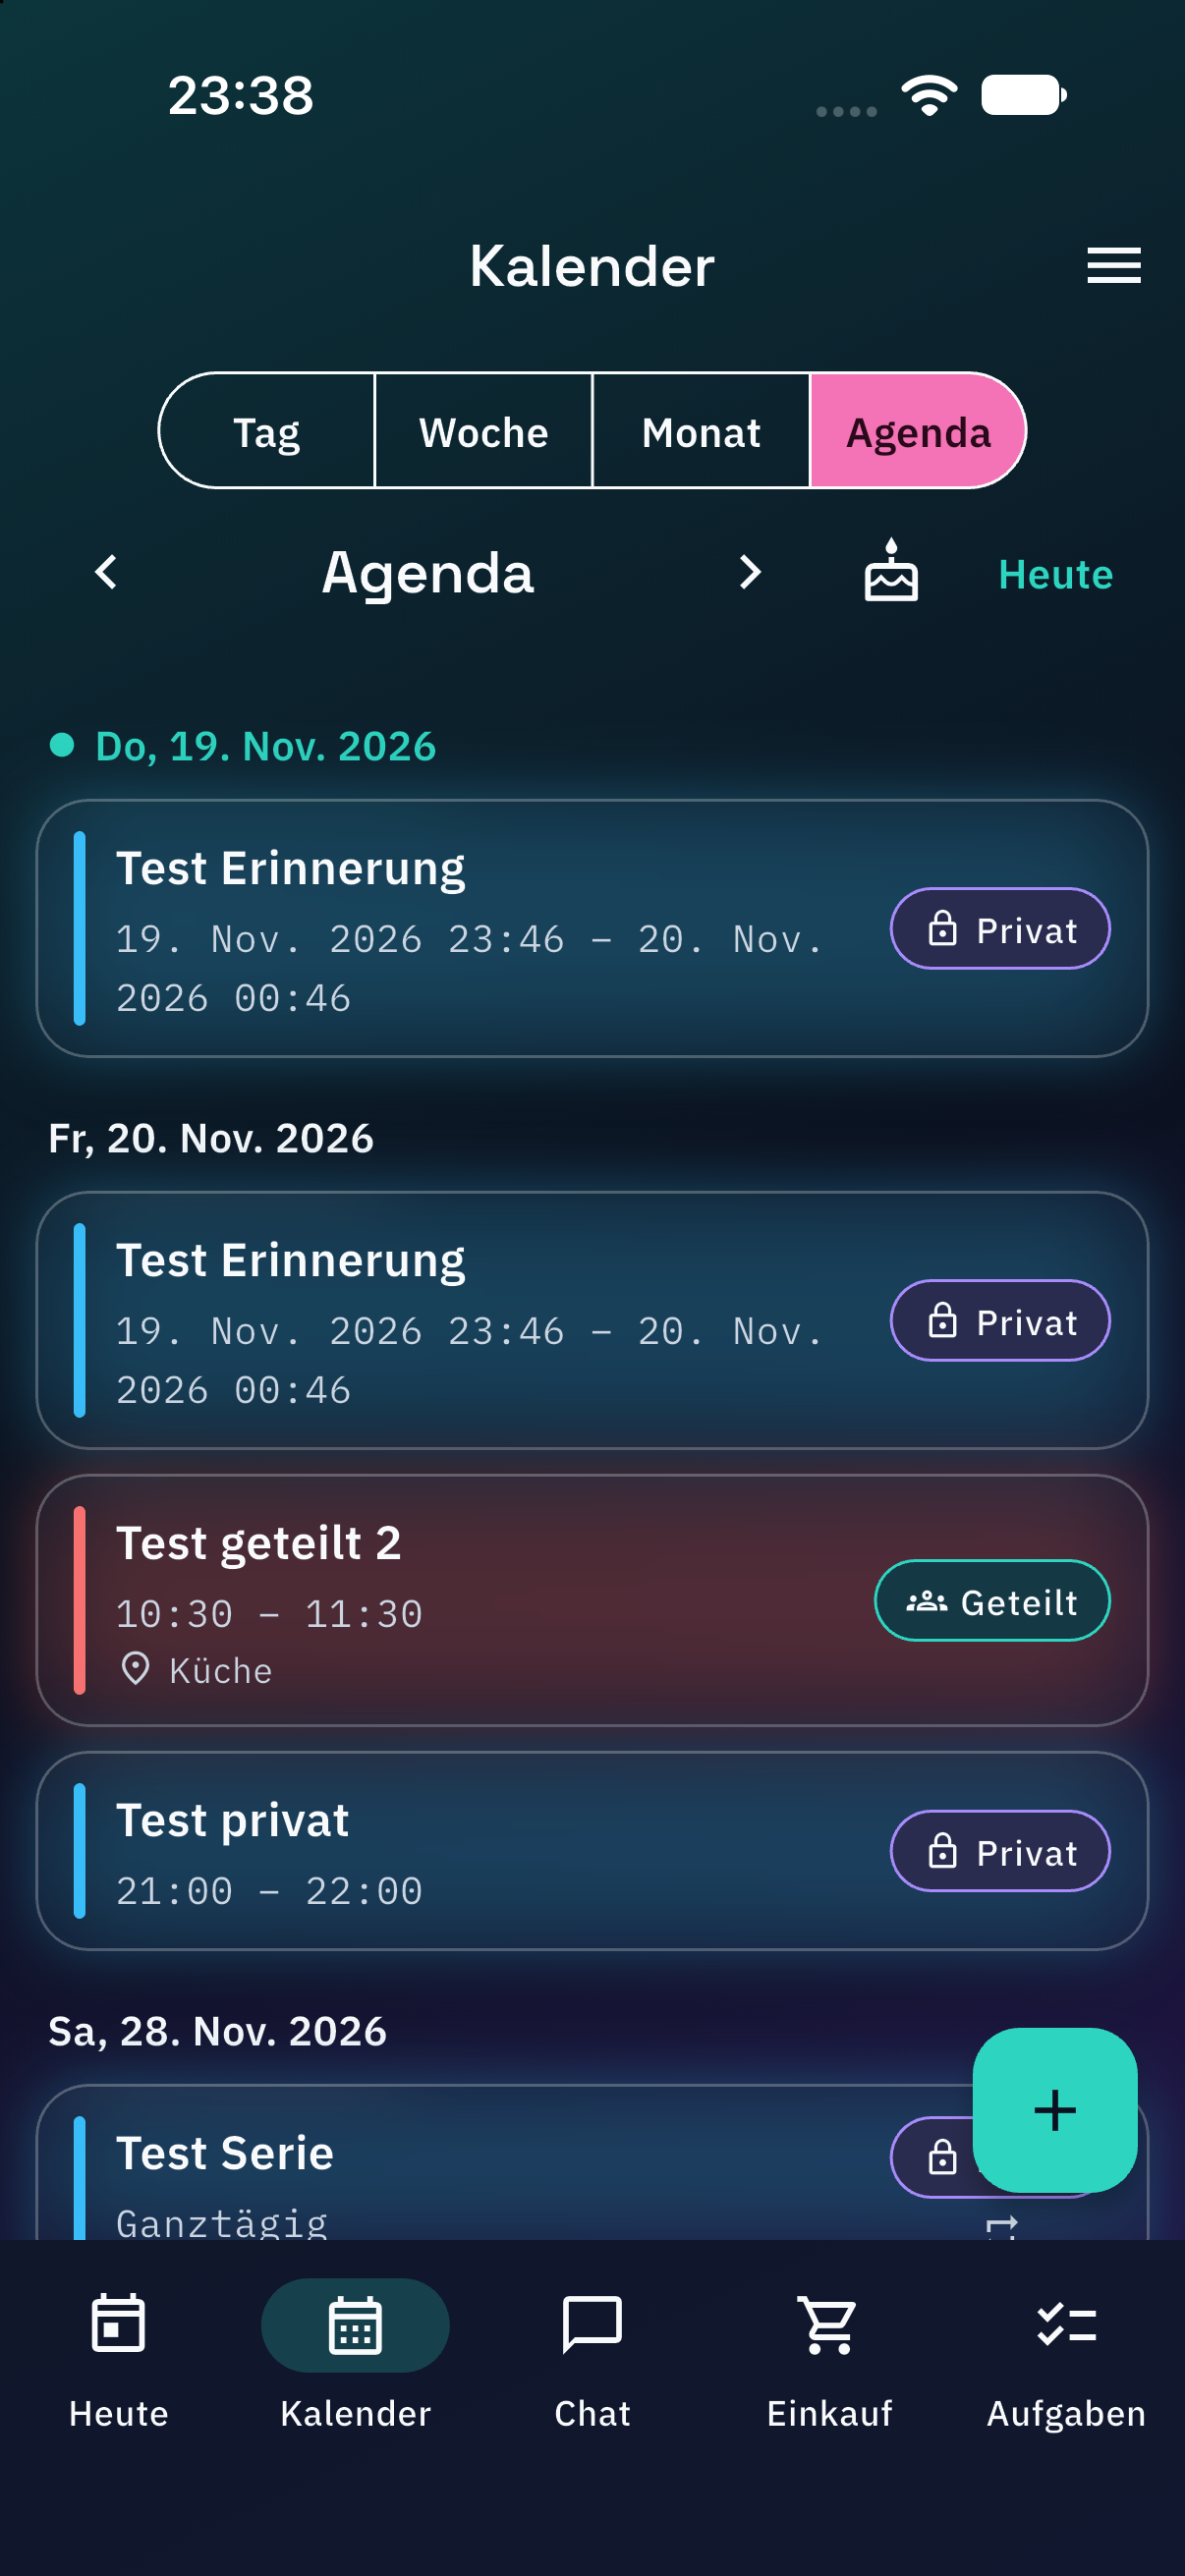 23:38
Kalender
Tag Woche Monat Agenda
Agenda Heute
Do, 19. Nov. 2026
Test Erinnerung
19. Nov. 2026 23:46 – 20. Nov.
2026 00:46
Privat
Fr, 20. Nov. 2026
Test Erinnerung
19. Nov. 2026 23:46 – 20. Nov.
2026 00:46
Privat
Test geteilt 2
10:30 – 11:30
Küche
Geteilt
Test privat
21:00 – 22:00
Privat
Sa, 28. Nov. 2026
Test Serie
Ganztägig
Heute Kalender Chat Einkauf Aufgaben